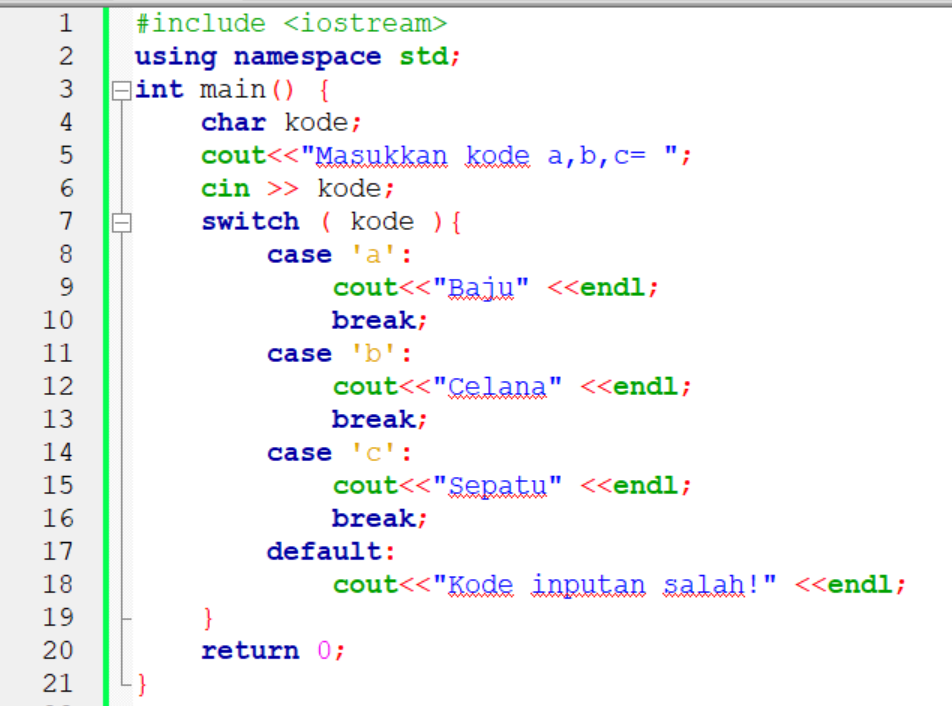 1 #include <iostream>
2 using namespace std;
3 int main() {
4 char kode;
5 cout<<"Masukkan kode a,b,c= ";
6 cin >> kode;
7 switch ( kode ){
8 case 'a':
9 cout<<"Baju" <<endl;
10 break;
11 case 'b':
12 cout<<"Celana" <<endl;
13 break;
14 case 'c':
15 cout<<"Sepatu" <<endl;
16 break;
17 default:
18 cout<<"Kode inputan salah!" <<endl;
19 }
20 return 0;
21 }